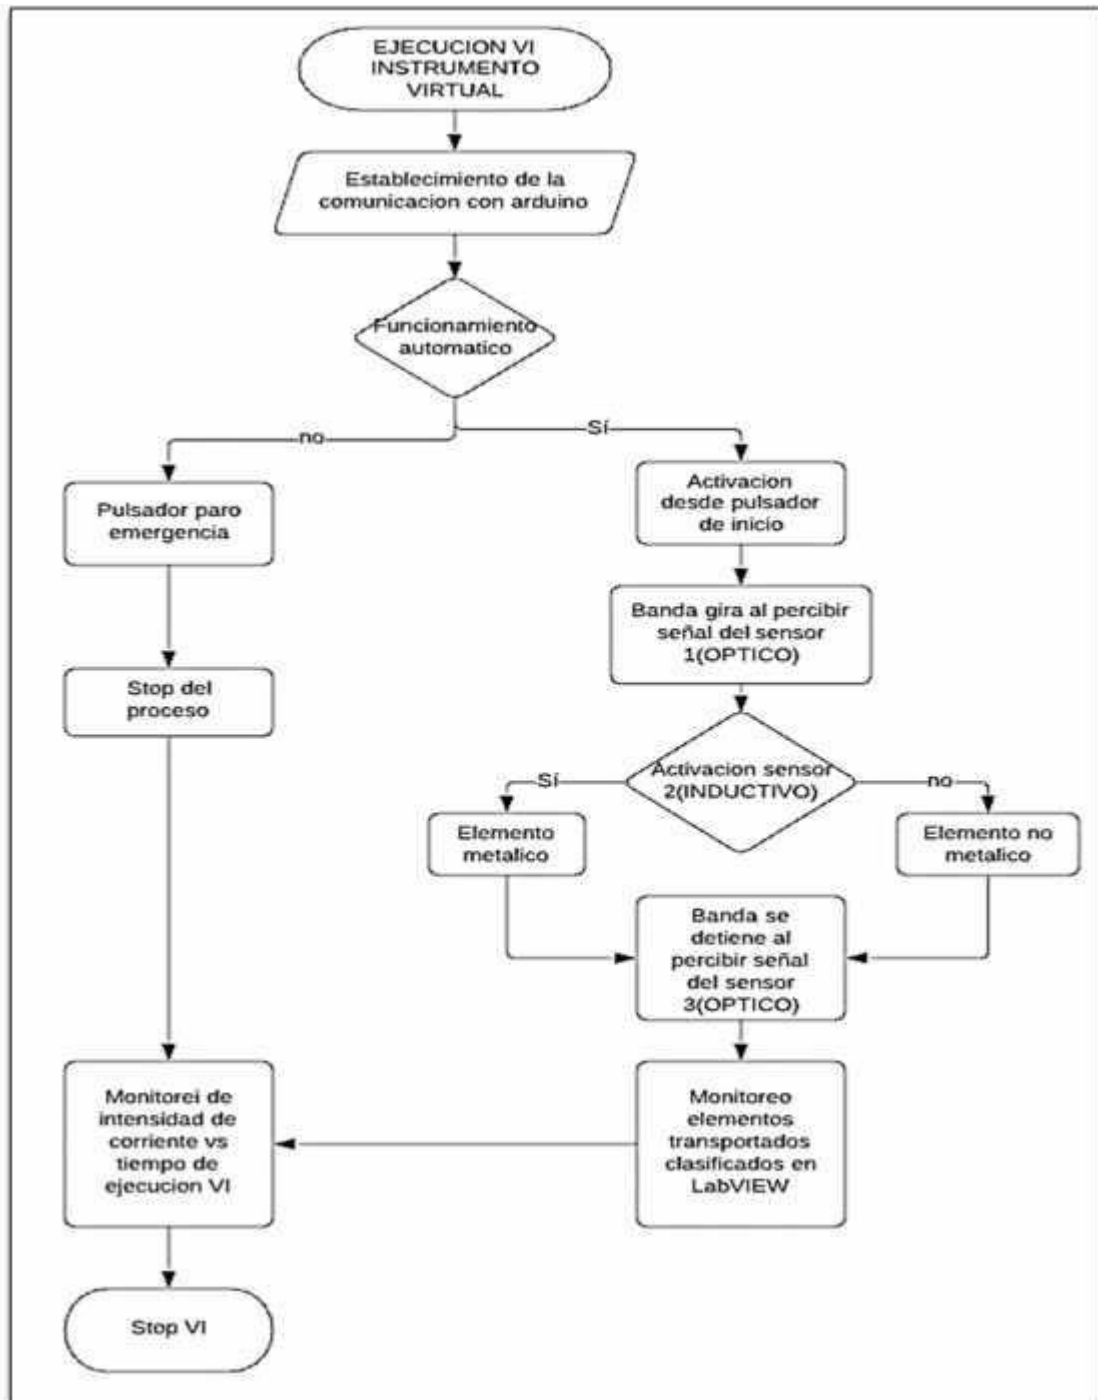 EJECUCION VI
INSTRUMENTO
VIRTUAL
Establecimiento de la
comunicacion con arduino
Funcionamiento
automatico
no
Sí
Pulsador paro
emergencia
Activacion
desde pulsador
de inicio
Banda gira al percibir
señal del sensor
1(OPTICO)
Stop del
proceso
Activacion sensor
2(INDUCTIVO)
Sí
no
Elemento
metalico
Elemento no
metalico
Banda se
detiene al
percibir señal
del sensor
3(OPTICO)
Monitorei de
intensidad de
corriente vs
tiempo de
ejecucion VI
Monitoreo
elementos
transportados
clasificados en
LabVIEW
Stop VI